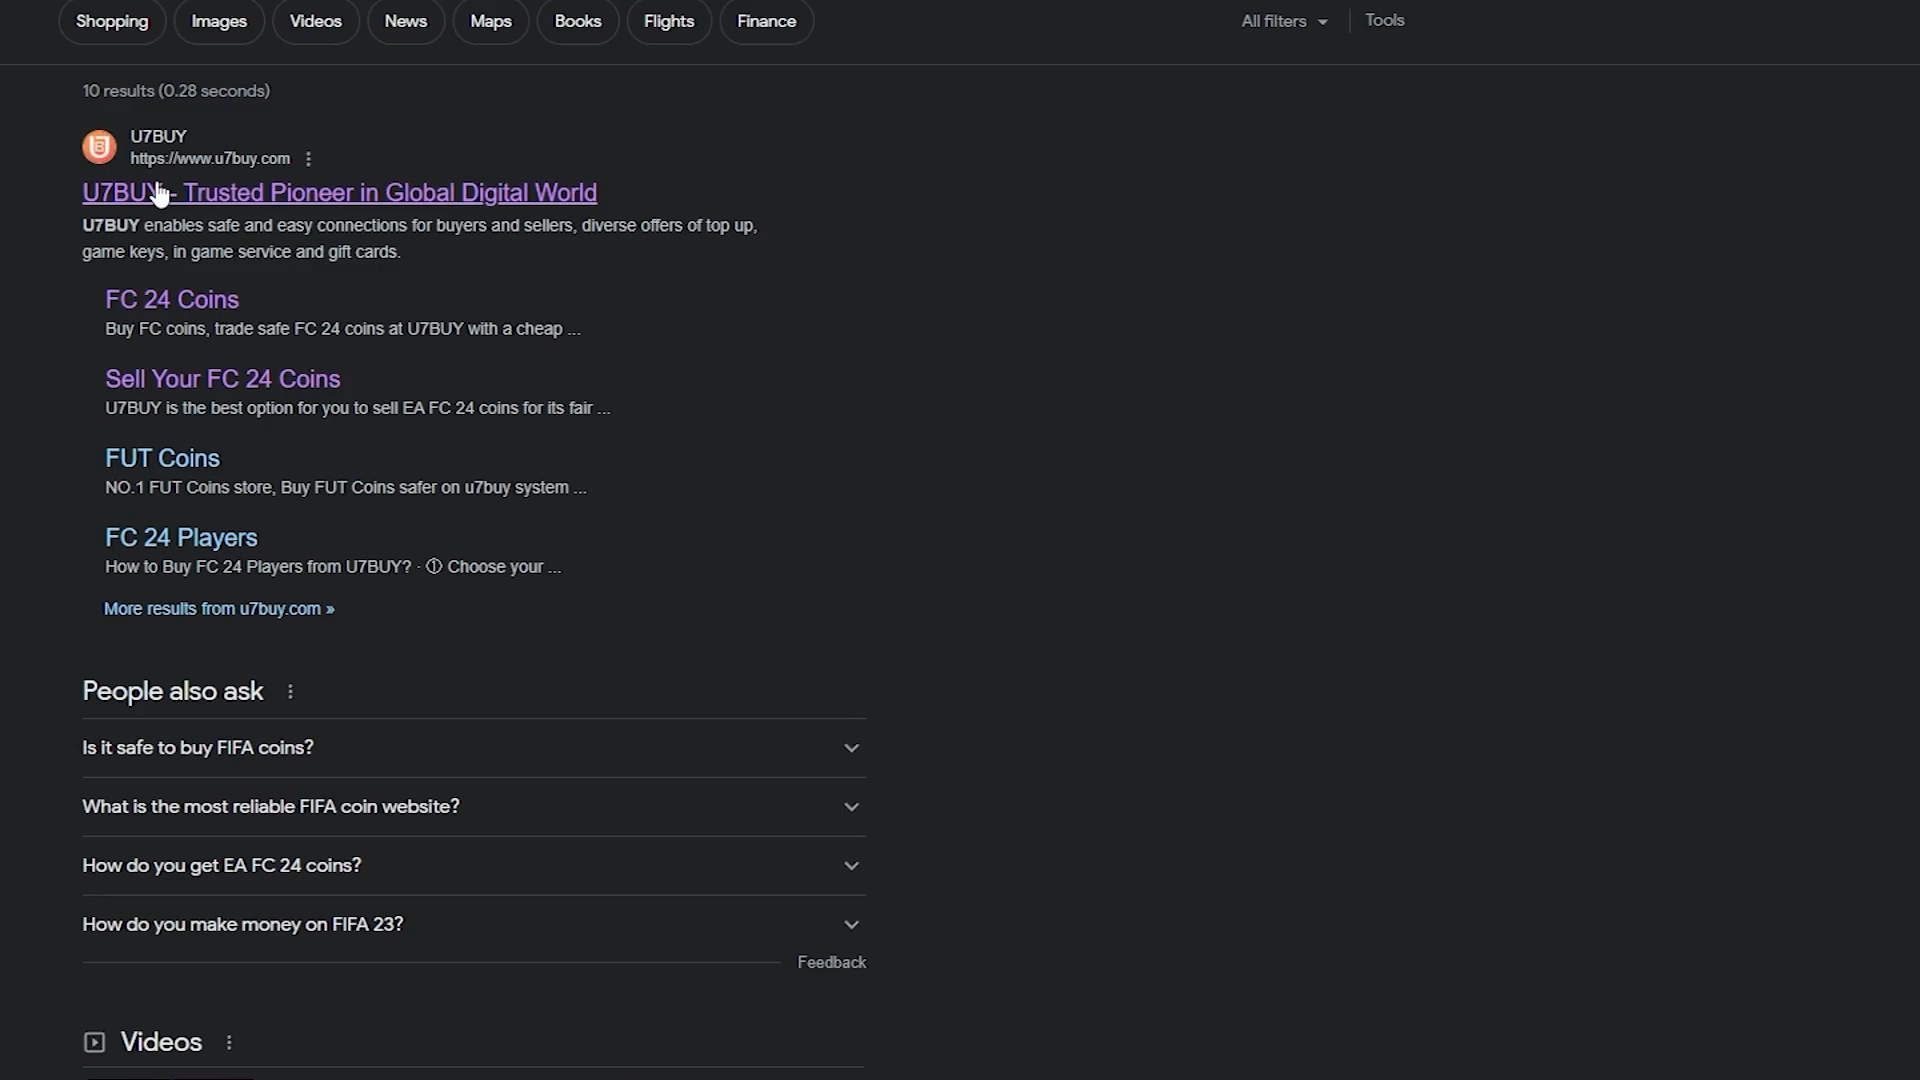 Shopping Images Videos News Maps Books Flights Finance All filters Tools
10 results (0.28 seconds)
U7BUY
https://www.u7buy.com
U7BUY - Trusted Pioneer in Global Digital World
U7BUY enables safe and easy connections for buyers and sellers, diverse offers of top up,
game keys, in game service and gift cards.
FC 24 Coins
Buy FC coins, trade safe FC 24 coins at U7BUY with a cheap ...
Sell Your FC 24 Coins
U7BUY is the best option for you to sell EA FC 24 coins for its fair ...
FUT Coins
NO.1 FUT Coins store, Buy FUT Coins safer on u7buy system ...
FC 24 Players
How to Buy FC 24 Players from U7BUY? · ① Choose your ...
More results from u7buy.com »
People also ask
Is it safe to buy FIFA coins?
What is the most reliable FIFA coin website?
How do you get EA FC 24 coins?
How do you make money on FIFA 23?
Feedback
Videos